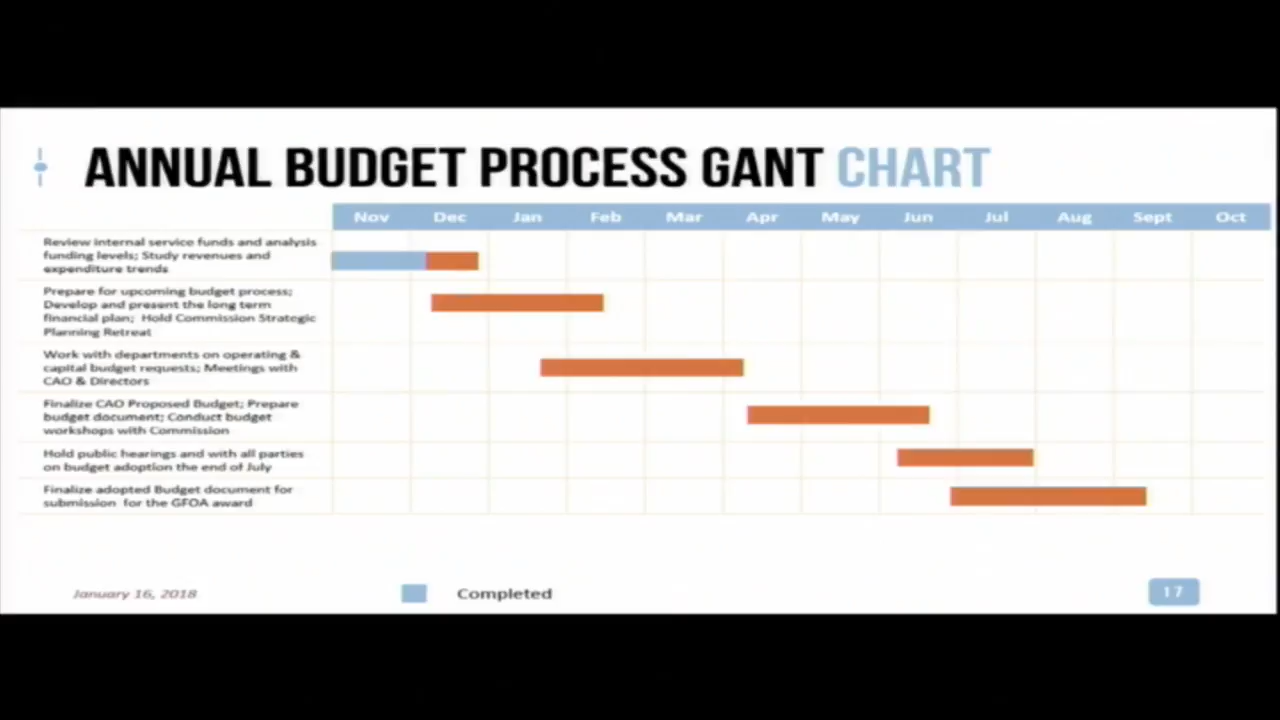 ANNUAL BUDGET PROCESS GANT CHART
Nov Dec Jan Feb Mar Apr May Jun Jul Aug Sept Oct
Review internal service funds and analysis
funding levels; Study revenues and
expenditure trends
Prepare for upcoming budget process;
Develop and present the long term
financial plan; Hold Commission Strategic
Planning Retreat
Work with departments on operating &
capital budget requests; Meetings with
CAO & Directors
Finalize CAO Proposed Budget; Prepare
budget document; Conduct budget
workshops with Commission
Hold public hearings and with all parties
on budget adoption the end of July
Finalize adopted Budget document for
submission for the GFOA award
January 16, 2018
Completed
17